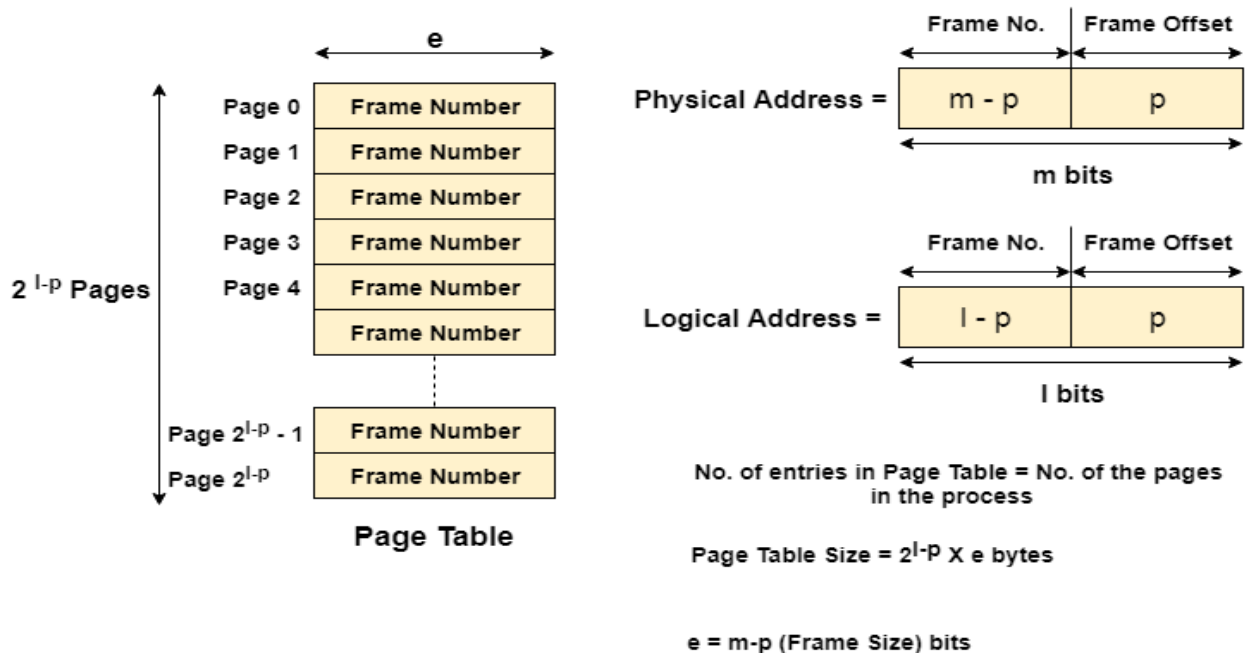 e
Page 0 Frame Number
Page 1 Frame Number
Page 2 Frame Number
Page 3 Frame Number
Page 4 Frame Number
Frame Number
2 l-p Pages
Page 2^l-p - 1 Frame Number
Page 2^l-p Frame Number
Page Table
Frame No. Frame Offset
Physical Address = m - p p
m bits
Frame No. Frame Offset
Logical Address = l - p p
l bits
No. of entries in Page Table = No. of the pages
in the process
Page Table Size = 2^l-p X e bytes
e = m-p (Frame Size) bits